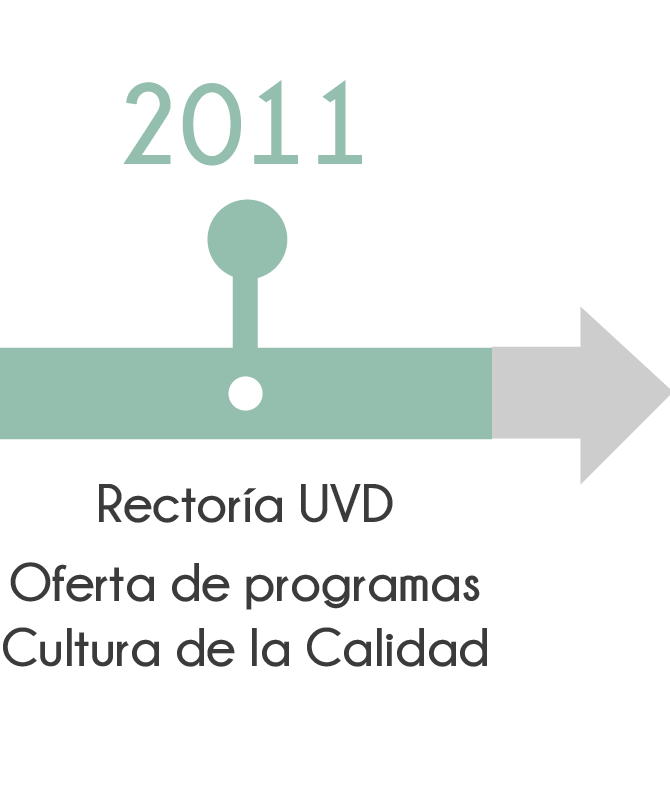 2011
Rectoría UVD
Oferta de programas
Cultura de la Calidad